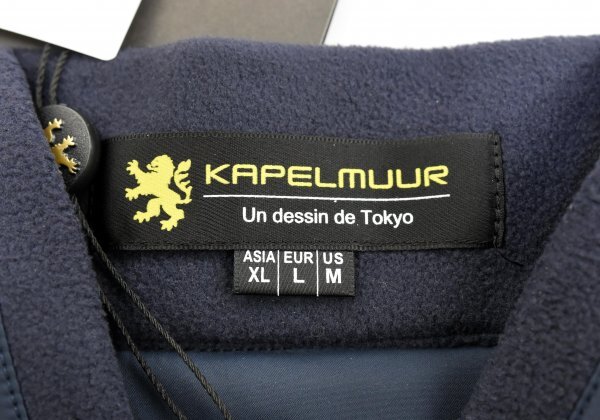 KAPELMUUR
Un dessin de Tokyo
ASIA EUR US
XL L M